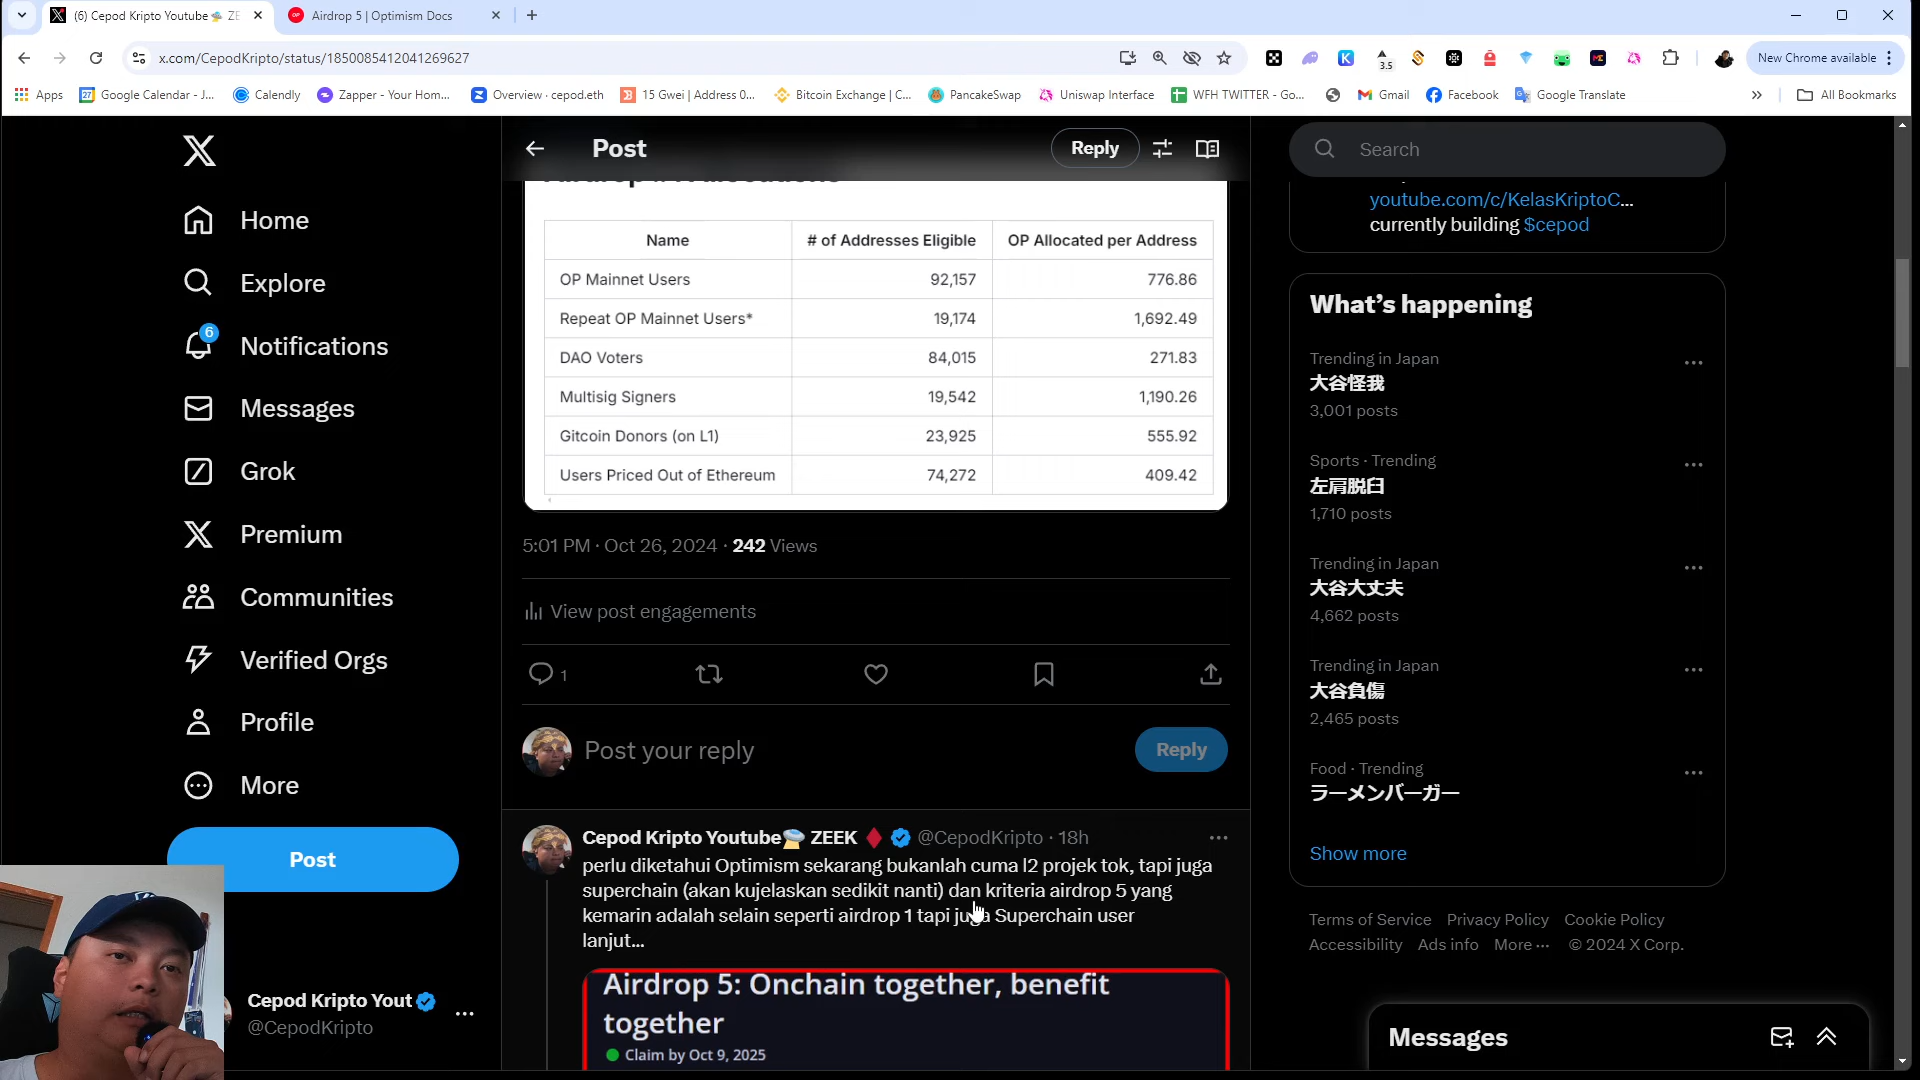 (6) Cepod Kripto Youtube ZE
Airdrop 5 | Optimism Docs
x.com/CepodKripto/status/1850085412041269627
3.5
New Chrome available
Apps
27
Google Calendar - J...
Calendly
Zapper - Your Hom...
Overview · cepod.eth
15 Gwei | Address 0...
Bitcoin Exchange | C...
PancakeSwap
Uniswap Interface
WFH TWITTER - Go...
Gmail
Facebook
Google Translate
All Bookmarks
Home
Explore
6
Notifications
Messages
Grok
Premium
Communities
Verified Orgs
Profile
More
Post
Cepod Kripto Yout
@CepodKripto
Post
Reply
Name # of Addresses Eligible OP Allocated per Address
OP Mainnet Users 92,157 776.86
Repeat OP Mainnet Users* 19,174 1,692.49
DAO Voters 84,015 271.83
Multisig Signers 19,542 1,190.26
Gitcoin Donors (on L1) 23,925 555.92
Users Priced Out of Ethereum 74,272 409.42
5:01 PM · Oct 26, 2024 · 242 Views
View post engagements
1
Post your reply
Reply
Cepod Kripto Youtube ZEEK @CepodKripto · 18h
perlu diketahui Optimism sekarang bukanlah cuma l2 projek tok, tapi juga
superchain (akan kujelaskan sedikit nanti) dan kriteria airdrop 5 yang
kemarin adalah selain seperti airdrop 1 tapi juga Superchain user
lanjut...
Airdrop 5: Onchain together, benefit
together
Claim by Oct 9, 2025
Search
youtube.com/c/KelasKriptoC...
currently building $cepod
What's happening
Trending in Japan
大谷怪我
3,001 posts
Sports · Trending
左肩脱臼
1,710 posts
Trending in Japan
大谷大丈夫
4,662 posts
Trending in Japan
大谷負傷
2,465 posts
Food · Trending
ラーメンバーガー
Show more
Terms of Service Privacy Policy Cookie Policy
Accessibility Ads info More ··· © 2024 X Corp.
Messages